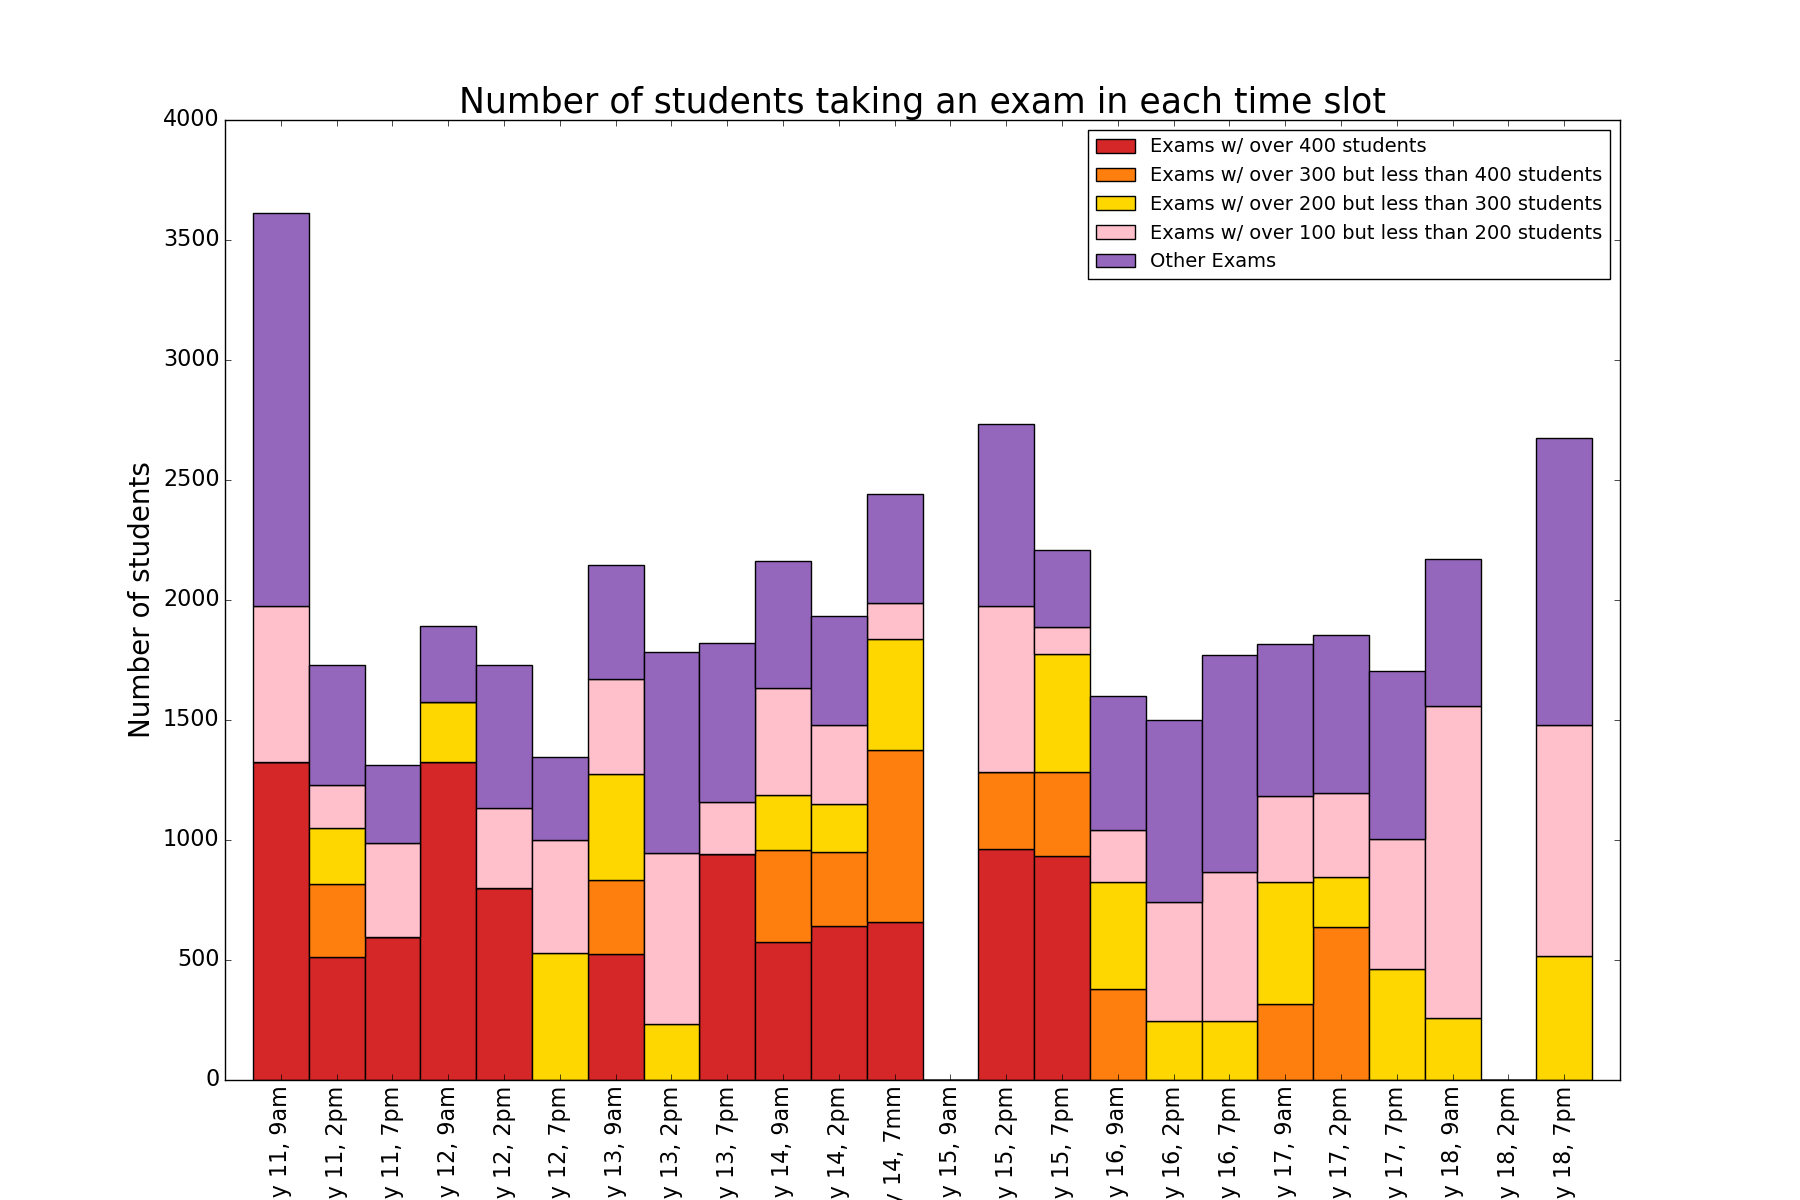 Number of students taking an exam in each time slot
Exams w/ over 400 students
Exams w/ over 300 but less than 400 students
Exams w/ over 200 but less than 300 students
Exams w/ over 100 but less than 200 students
Other Exams
Number of students
4000
3500
3000
2500
2000
1500
1000
500
0
y 11, 9am
y 11, 2pm
y 11, 7pm
y 12, 9am
y 12, 2pm
y 12, 7pm
y 13, 9am
y 13, 2pm
y 13, 7pm
y 14, 9am
y 14, 2pm
y 14, 7mm
y 15, 9am
y 15, 2pm
y 15, 7pm
y 16, 9am
y 16, 2pm
y 16, 7pm
y 17, 9am
y 17, 2pm
y 17, 7pm
y 18, 9am
y 18, 2pm
y 18, 7pm